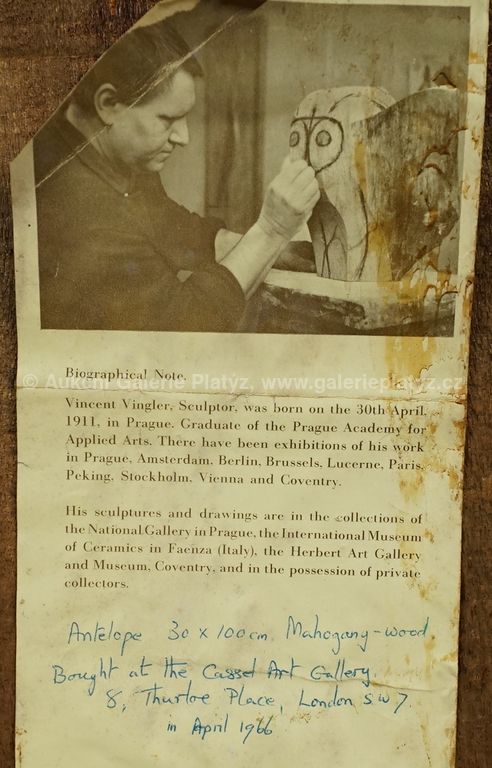 Biographical Note.
© Aukční Galerie Platýz, www.galerieplatyz.cz
Vincent Vingler, Sculptor, was born on the 30th April,
1911, in Prague. Graduate of the Prague Academy for
Applied Arts. There have been exhibitions of his work
in Prague, Amsterdam, Berlin, Brussels, Lucerne, Paris,
Peking, Stockholm, Vienna and Coventry.
His sculptures and drawings are in the collections of
the National Gallery in Prague, the International Museum
of Ceramics in Faenza (Italy), the Herbert Art Gallery
and Museum, Coventry, and in the possession of private
collectors.
Antelope 30 x 100 cm Mahogany-wood.
Bought at the Cassel Art Gallery.
8, Thurloe Place, London S.W 7.
in April 1966